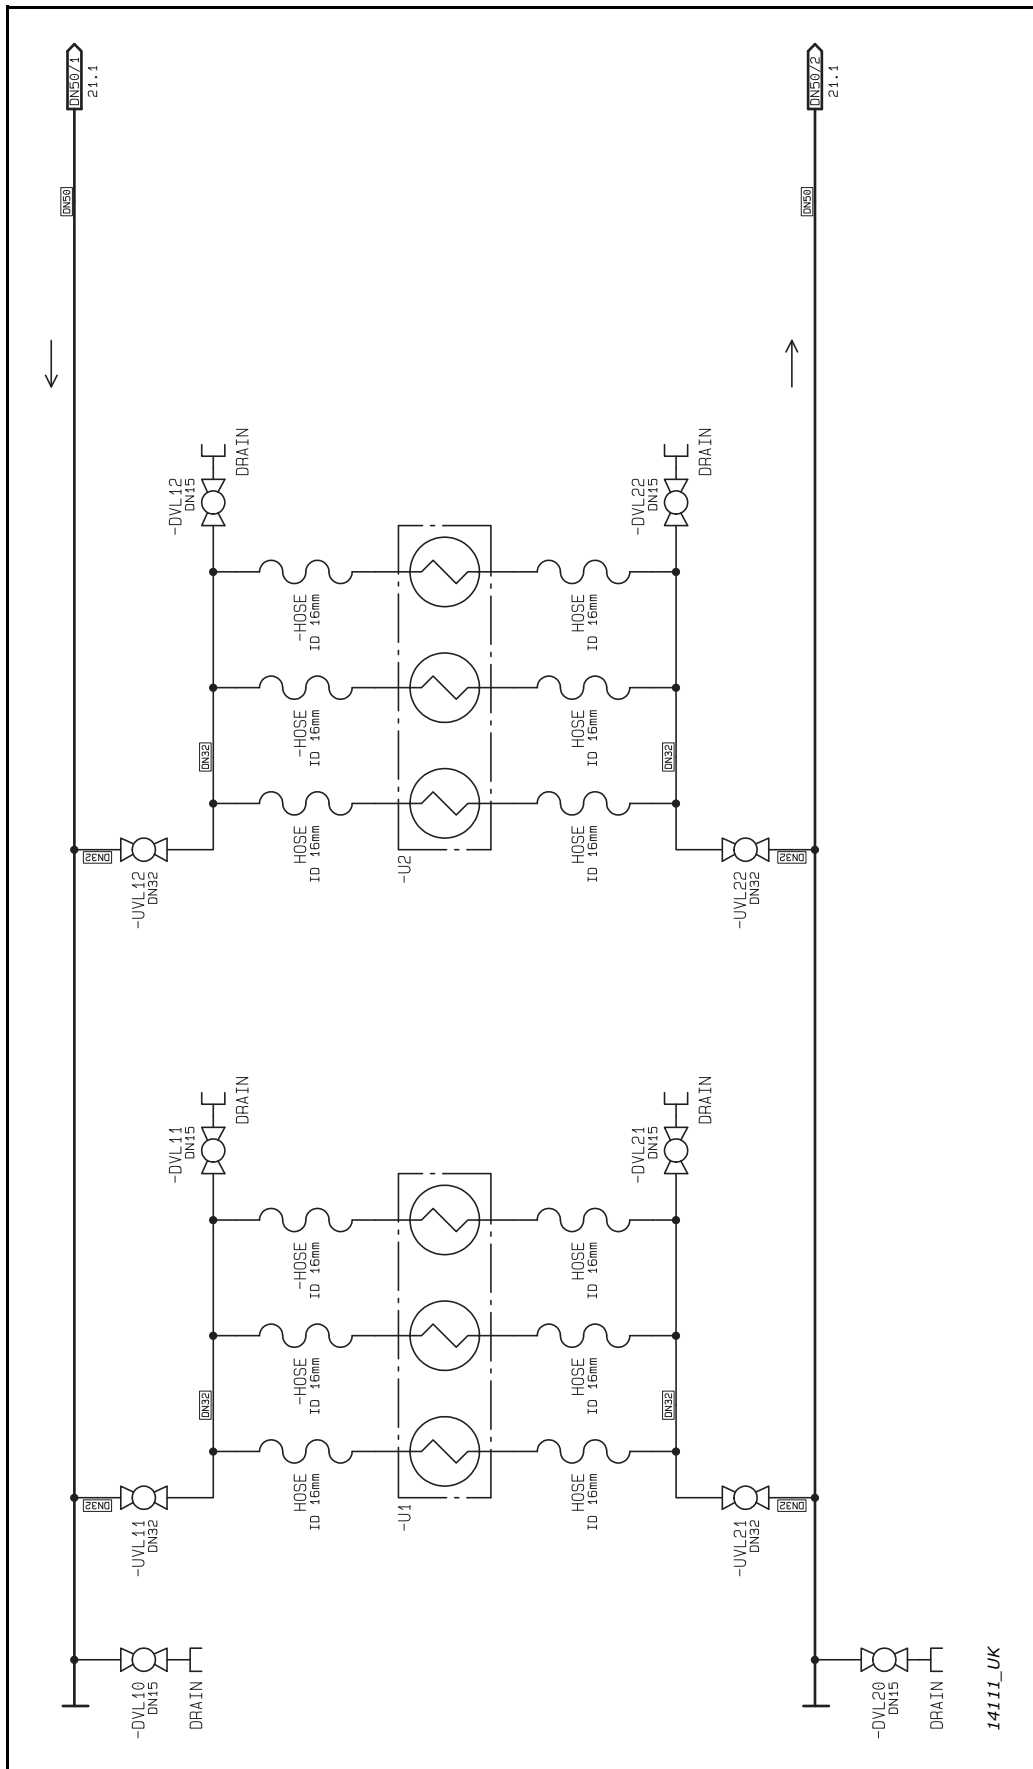 DN50/1
21.1
DN50/2
21.1
DN50
DN50
-DVL12
DN15
DRAIN
-DVL22
DN15
DRAIN
-HOSE
ID 16mm
HOSE
ID 16mm
-HOSE
ID 16mm
HOSE
ID 16mm
DN32
DN32
HOSE
ID 16mm
HOSE
ID 16mm
DN32
-UVL12
DN32
-U2
DN32
-UVL22
DN32
-DVL11
DN15
DRAIN
-DVL21
DN15
DRAIN
-HOSE
ID 16mm
HOSE
ID 16mm
-HOSE
ID 16mm
HOSE
ID 16mm
DN32
DN32
HOSE
ID 16mm
HOSE
ID 16mm
DN32
-UVL11
DN32
-U1
DN32
-UVL21
DN32
-DVL10
DN15
DRAIN
-DVL20
DN15
DRAIN
14111_UK